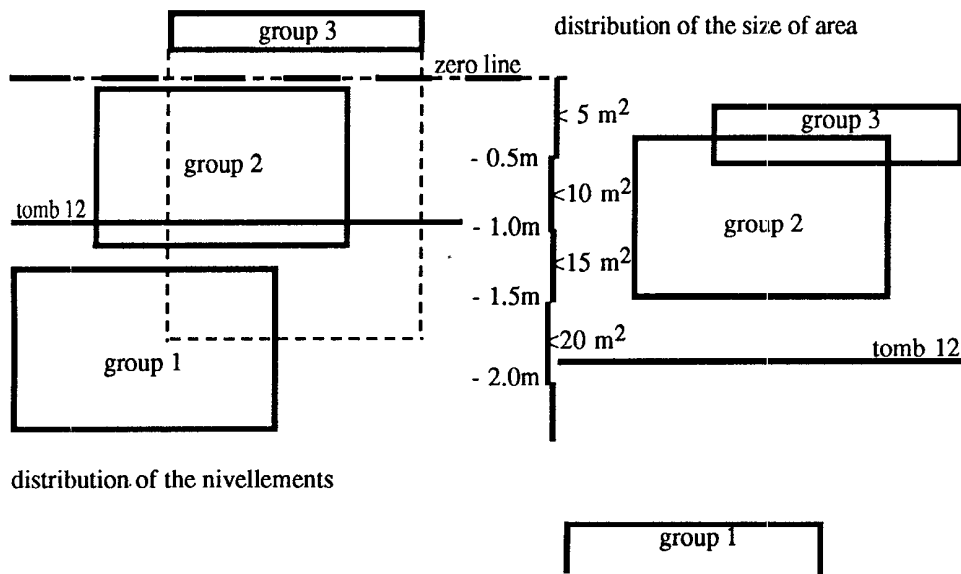 group 3
distribution of the size of area
zero line
< 5 m²
group 3
- 0.5m
group 2
<10 m²
tomb 12
group 2
- 1.0m
<15 m²
- 1.5m
<20 m²
tomb 12
group 1
- 2.0m
distribution of the nivellements
group 1